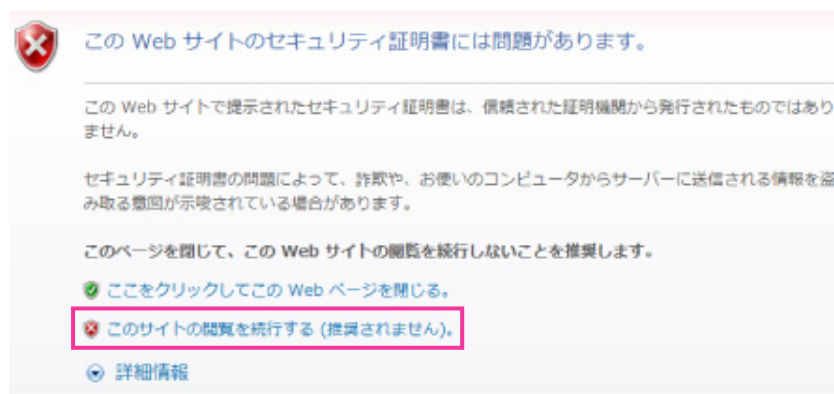 この Web サイトのセキュリティ証明書には問題があります。
この Web サイトで提示されたセキュリティ証明書は、信頼された証明機関から発行されたものではあり
ません。
セキュリティ証明書の問題によって、詐欺や、お使いのコンピュータからサーバーに送信される情報を盗
み取る意図が示唆されている場合があります。
このページを閉じて、この Web サイトの閲覧を続行しないことを推奨します。
ここをクリックしてこの Web ページを閉じる。
このサイトの閲覧を続行する (推奨されません)。
詳細情報